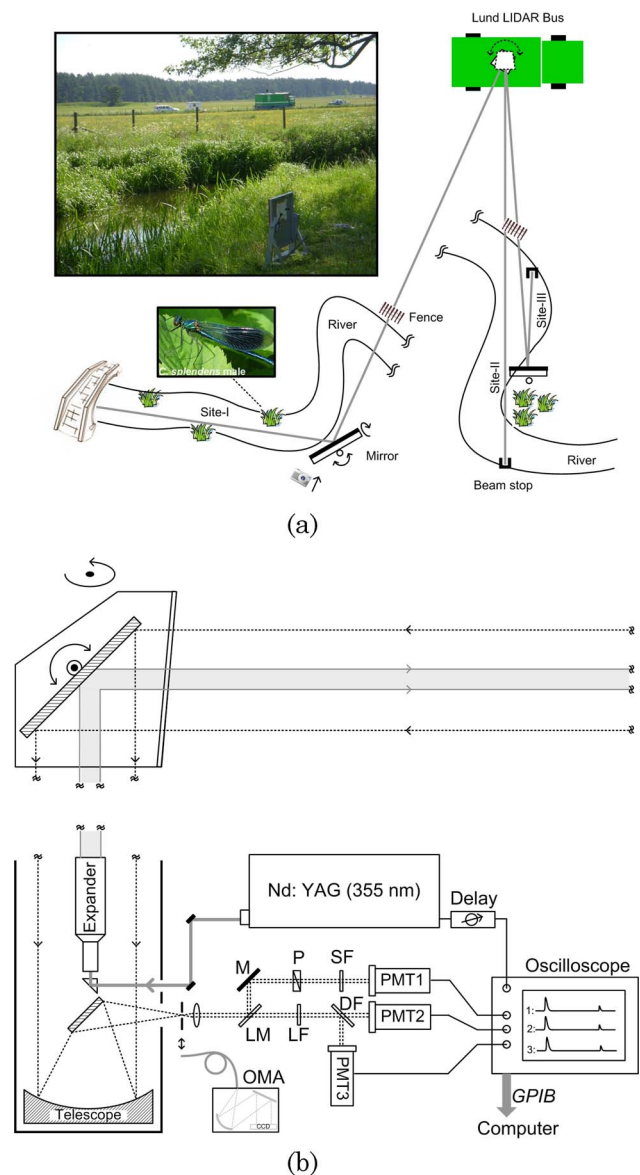 Lund LIDAR Bus
Fence
River
C. splendens male
Site-I
Mirror
Site-II
Site-III
River
Beam stop
(a)
Expander
Nd: YAG (355 nm)
Delay
Oscilloscope
M
P
SF
PMT1
DF
PMT2
LM
LF
PMT3
1:
2:
3:
OMA
CCD
Telescope
GPIB
Computer
(b)